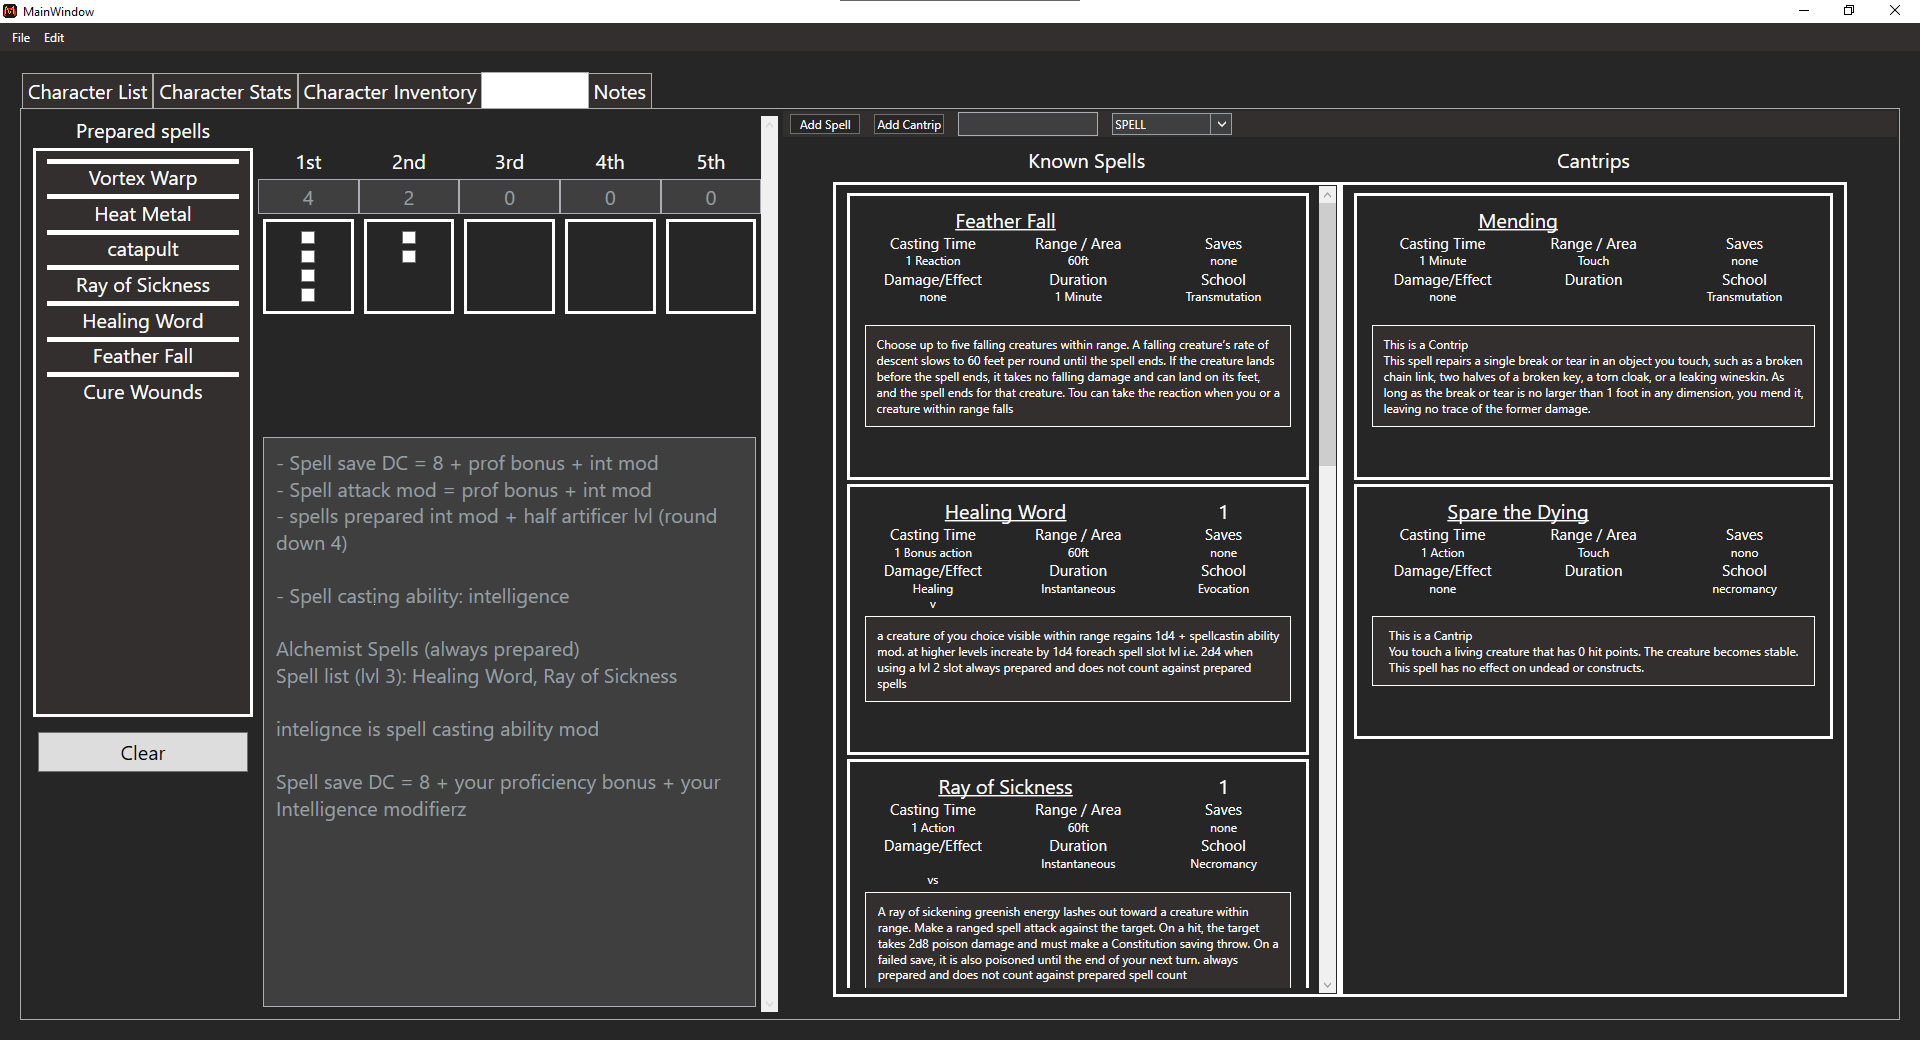 MainWindow
File Edit
Character List Character Stats Character Inventory Notes
Prepared spells
Vortex Warp
Heat Metal
catapult
Ray of Sickness
Healing Word
Feather Fall
Cure Wounds
Clear
1st 2nd 3rd 4th 5th
4 2 0 0 0
- Spell save DC = 8 + prof bonus + int mod
- Spell attack mod = prof bonus + int mod
- spells prepared int mod + half artificer lvl (round
down 4)
- Spell casting ability: intelligence
Alchemist Spells (always prepared)
Spell list (lvl 3): Healing Word, Ray of Sickness
intelignce is spell casting ability mod
Spell save DC = 8 + your proficiency bonus + your
Intelligence modifierz
Add Spell Add Cantrip SPELL
Known Spells
Feather Fall
Casting Time Range / Area Saves
1 Reaction 60ft none
Damage/Effect Duration School
none 1 Minute Transmutation
Choose up to five falling creatures within range. A falling creature's rate of
descent slows to 60 feet per round until the spell ends. If the creature lands
before the spell ends, it takes no falling damage and can land on its feet,
and the spell ends for that creature. Tou can take the reaction when you or a
creature within range falls
Healing Word 1
Casting Time Range / Area Saves
1 Bonus action 60ft none
Damage/Effect Duration School
Healing Instantaneous Evocation
v
a creature of you choice visible within range regains 1d4 + spellcastin ability
mod. at higher levels increate by 1d4 foreach spell slot lvl i.e. 2d4 when
using a lvl 2 slot always prepared and does not count against prepared
spells
Ray of Sickness 1
Casting Time Range / Area Saves
1 Action 60ft none
Damage/Effect Duration School
Instantaneous Necromancy
vs
A ray of sickening greenish energy lashes out toward a creature within
range. Make a ranged spell attack against the target. On a hit, the target
takes 2d8 poison damage and must make a Constitution saving throw. On a
failed save, it is also poisoned until the end of your next turn. always
prepared and does not count against prepared spell count
Cantrips
Mending
Casting Time Range / Area Saves
1 Minute Touch none
Damage/Effect Duration School
none Transmutation
This is a Contrip
This spell repairs a single break or tear in an object you touch, such as a broken
chain link, two halves of a broken key, a torn cloak, or a leaking wineskin. As
long as the break or tear is no larger than 1 foot in any dimension, you mend it,
leaving no trace of the former damage.
Spare the Dying
Casting Time Range / Area Saves
1 Action Touch nono
Damage/Effect Duration School
none necromancy
This is a Cantrip
You touch a living creature that has 0 hit points. The creature becomes stable.
This spell has no effect on undead or constructs.